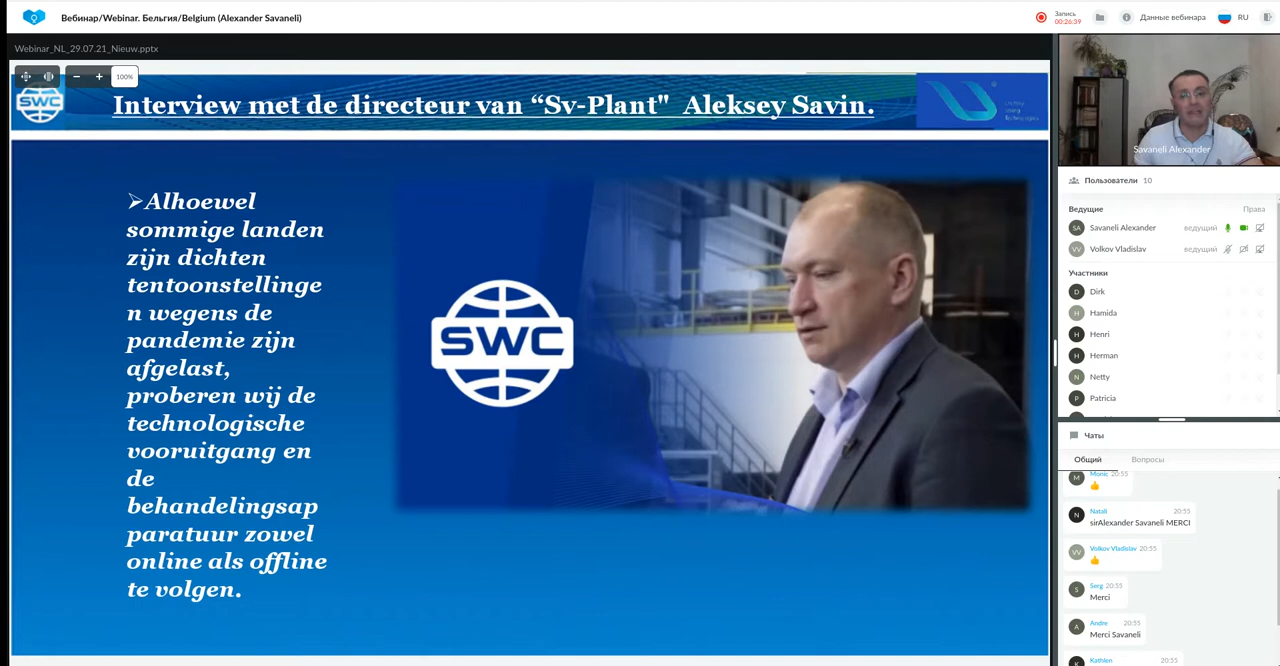 Вебинар/Webinar. Бельгия/Belgium (Alexander Savaneli)
Запись
00:26:39
Данные вебинара
RU
Webinar_NL_29.07.21_Nieuw.pptx
100%
SWC
Interview met de directeur van “Sv-Plant" Aleksey Savin.
➢Alhoewel
sommige landen
zijn dichten
tentoonstellinge
n wegens de
pandemie zijn
afgelast,
proberen wij de
technologische
vooruitgang en
de
behandelingsap
paratuur zowel
online als offline
te volgen.
SWC
Savaneli Alexander
Пользователи 10
Ведущие Права
SA Savaneli Alexander ведущий
VV Volkov Vladislav ведущий
Участники
D Dirk
H Hamida
H Henri
H Herman
N Netty
P Patricia
Чаты
Общий Вопросы
M Monic 20:55
N Natali 20:55
sirAlexander Savaneli MERCI
VV Volkov Vladislav 20:55
S Serg 20:55
Merci
A Andre 20:55
Merci Savaneli
K Kathlen 20:55